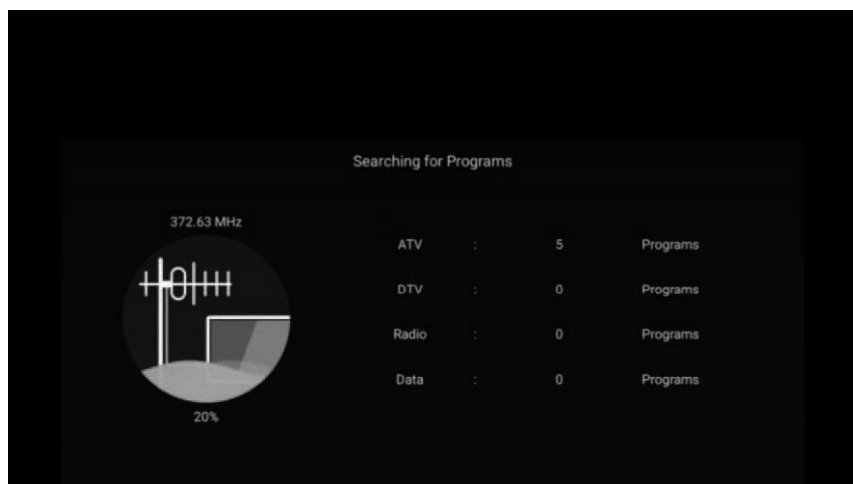 Searching for Programs
372.63 MHz
ATV : 5 Programs
DTV : 0 Programs
Radio : 0 Programs
Data : 0 Programs
20%